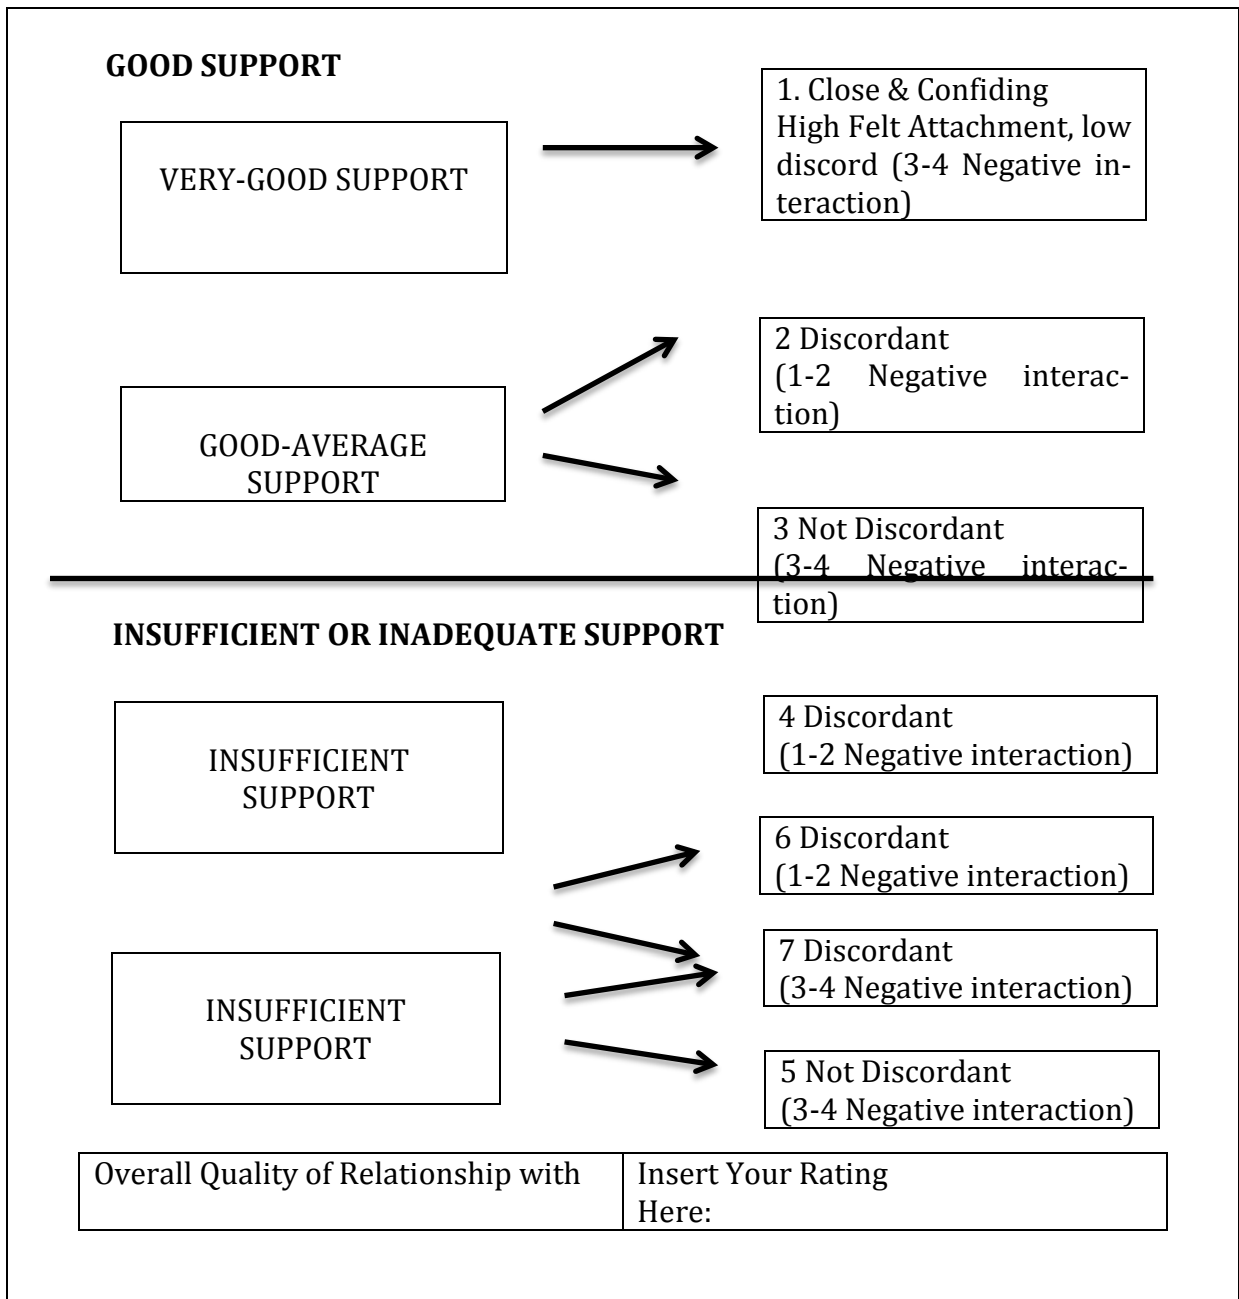 GOOD SUPPORT
VERY-GOOD SUPPORT
1. Close & Confiding
High Felt Attachment, low
discord (3-4 Negative in-
teraction)
GOOD-AVERAGE
SUPPORT
2 Discordant
(1-2 Negative interac-
tion)
3 Not Discordant
(3-4 Negative interac-
tion)
INSUFFICIENT OR INADEQUATE SUPPORT
INSUFFICIENT
SUPPORT
4 Discordant
(1-2 Negative interaction)
6 Discordant
(1-2 Negative interaction)
INSUFFICIENT
SUPPORT
7 Discordant
(3-4 Negative interaction)
5 Not Discordant
(3-4 Negative interaction)
Overall Quality of Relationship with
Insert Your Rating
Here: